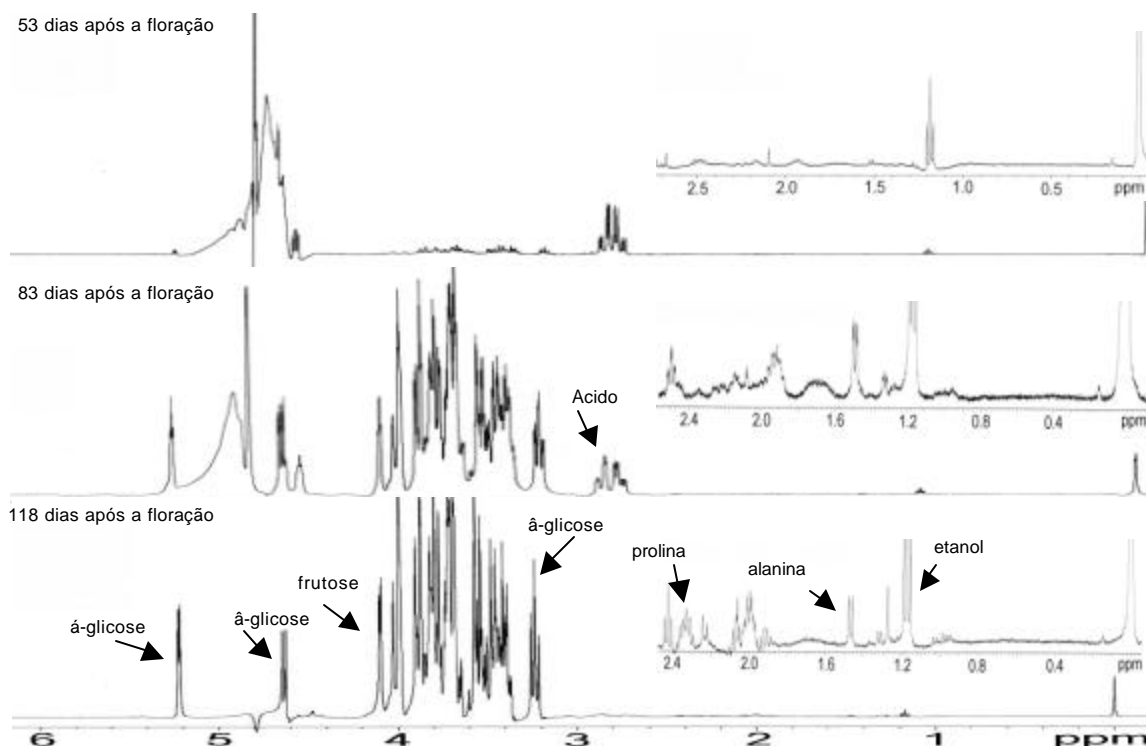 53 dias após a floração
2.5 2.0 1.5 1.0 0.5 ppm
83 dias após a floração
Acido
2.4 2.0 1.6 1.2 0.8 0.4 ppm
118 dias após a floração
â-glicose
prolina
alanina
etanol
frutose
â-glicose
á-glicose
2.4 2.0 1.6 1.2 0.8 0.4 ppm
6 5 4 3 2 1 ppm